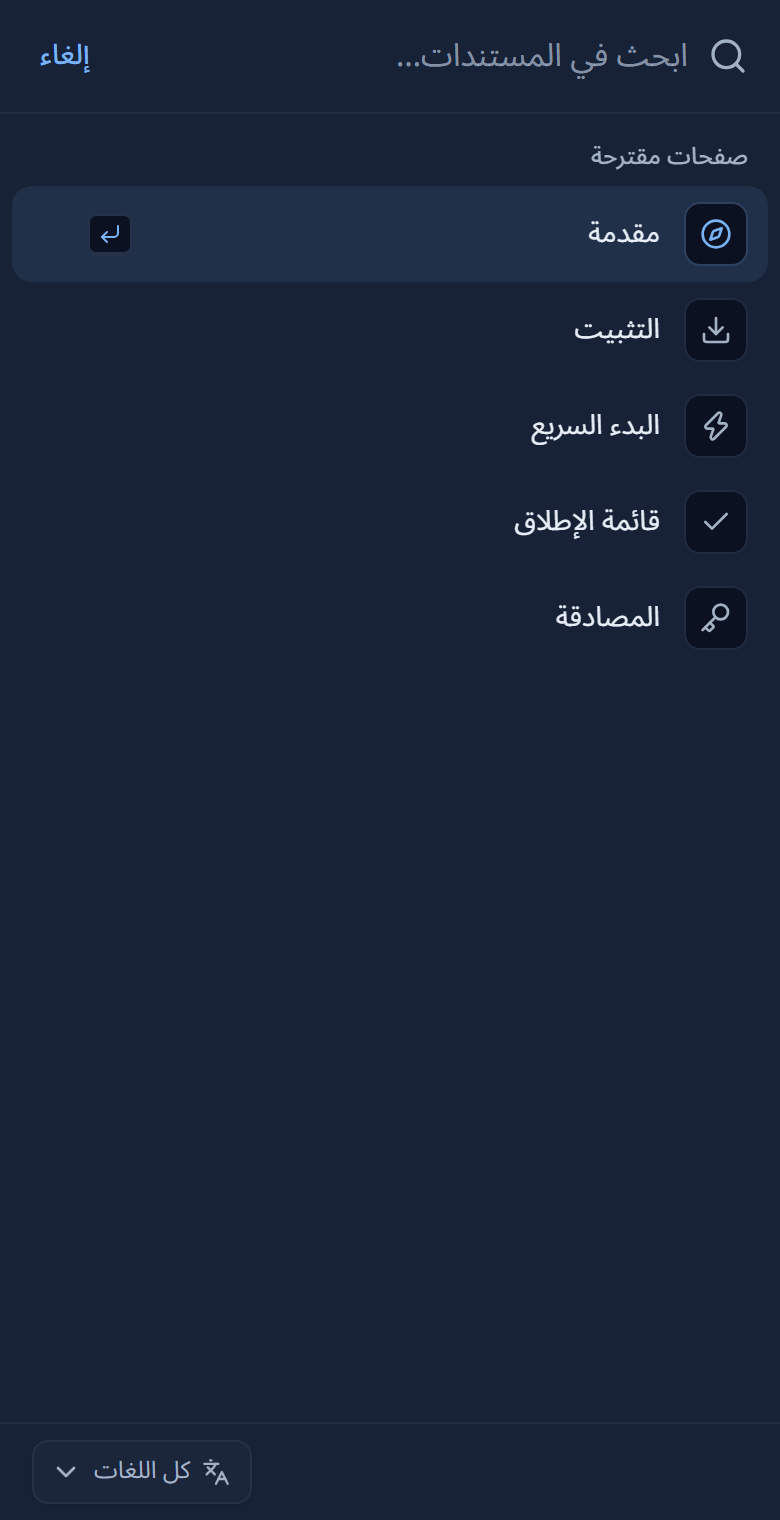 ابحث في المستندات...
إلغاء
صفحات مقترحة
مقدمة
التثبيت
البدء السريع
قائمة الإطلاق
المصادقة
كل اللغات